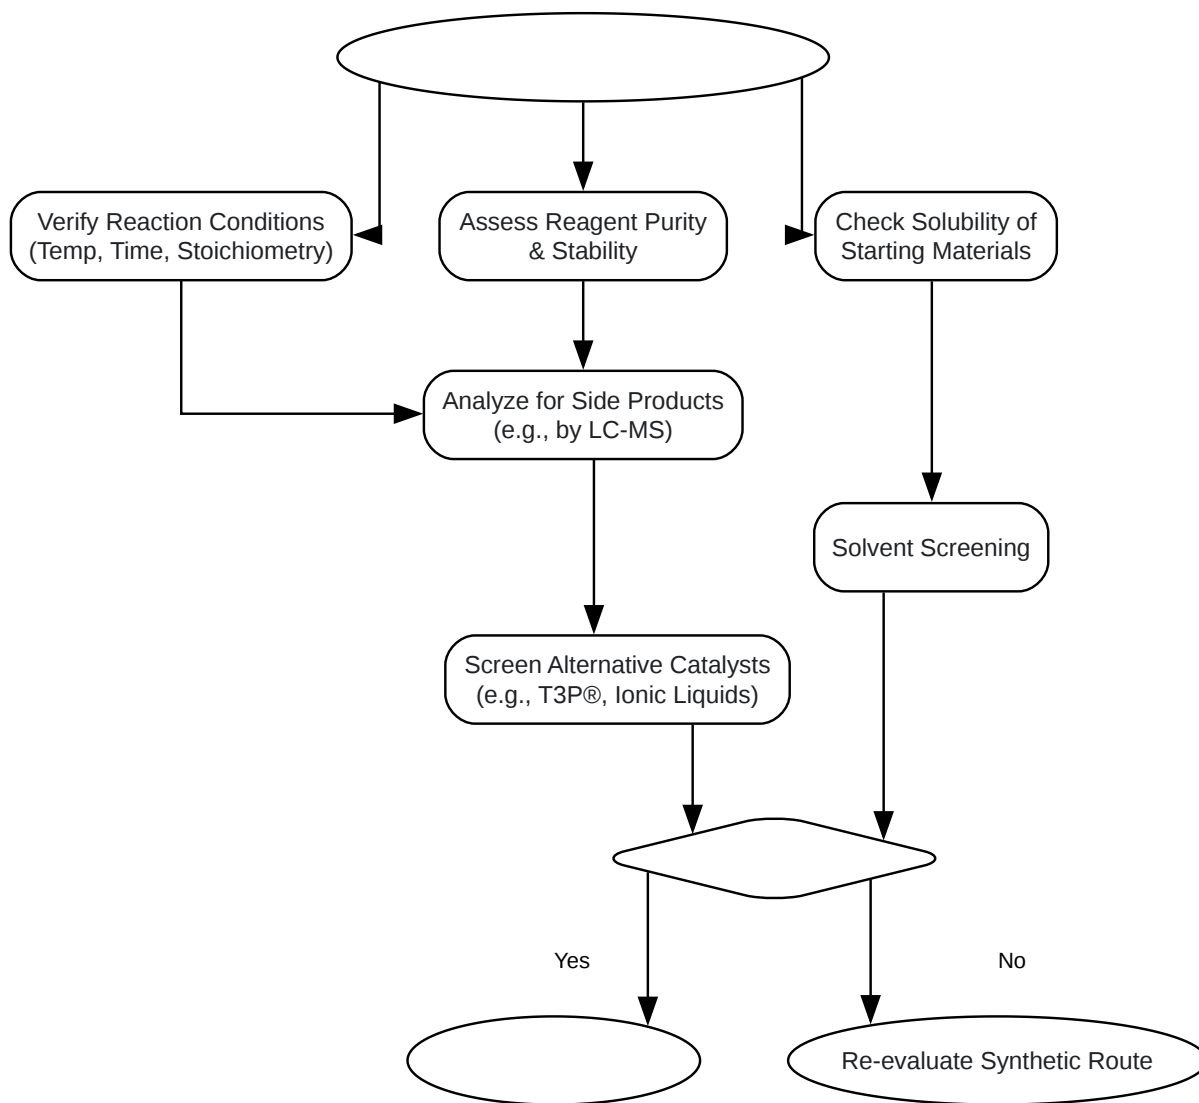 Verify Reaction Conditions
(Temp, Time, Stoichiometry)
Assess Reagent Purity
& Stability
Check Solubility of
Starting Materials
Analyze for Side Products
(e.g., by LC-MS)
Solvent Screening
Screen Alternative Catalysts
(e.g., T3P®, Ionic Liquids)
Yes
No
Re-evaluate Synthetic Route